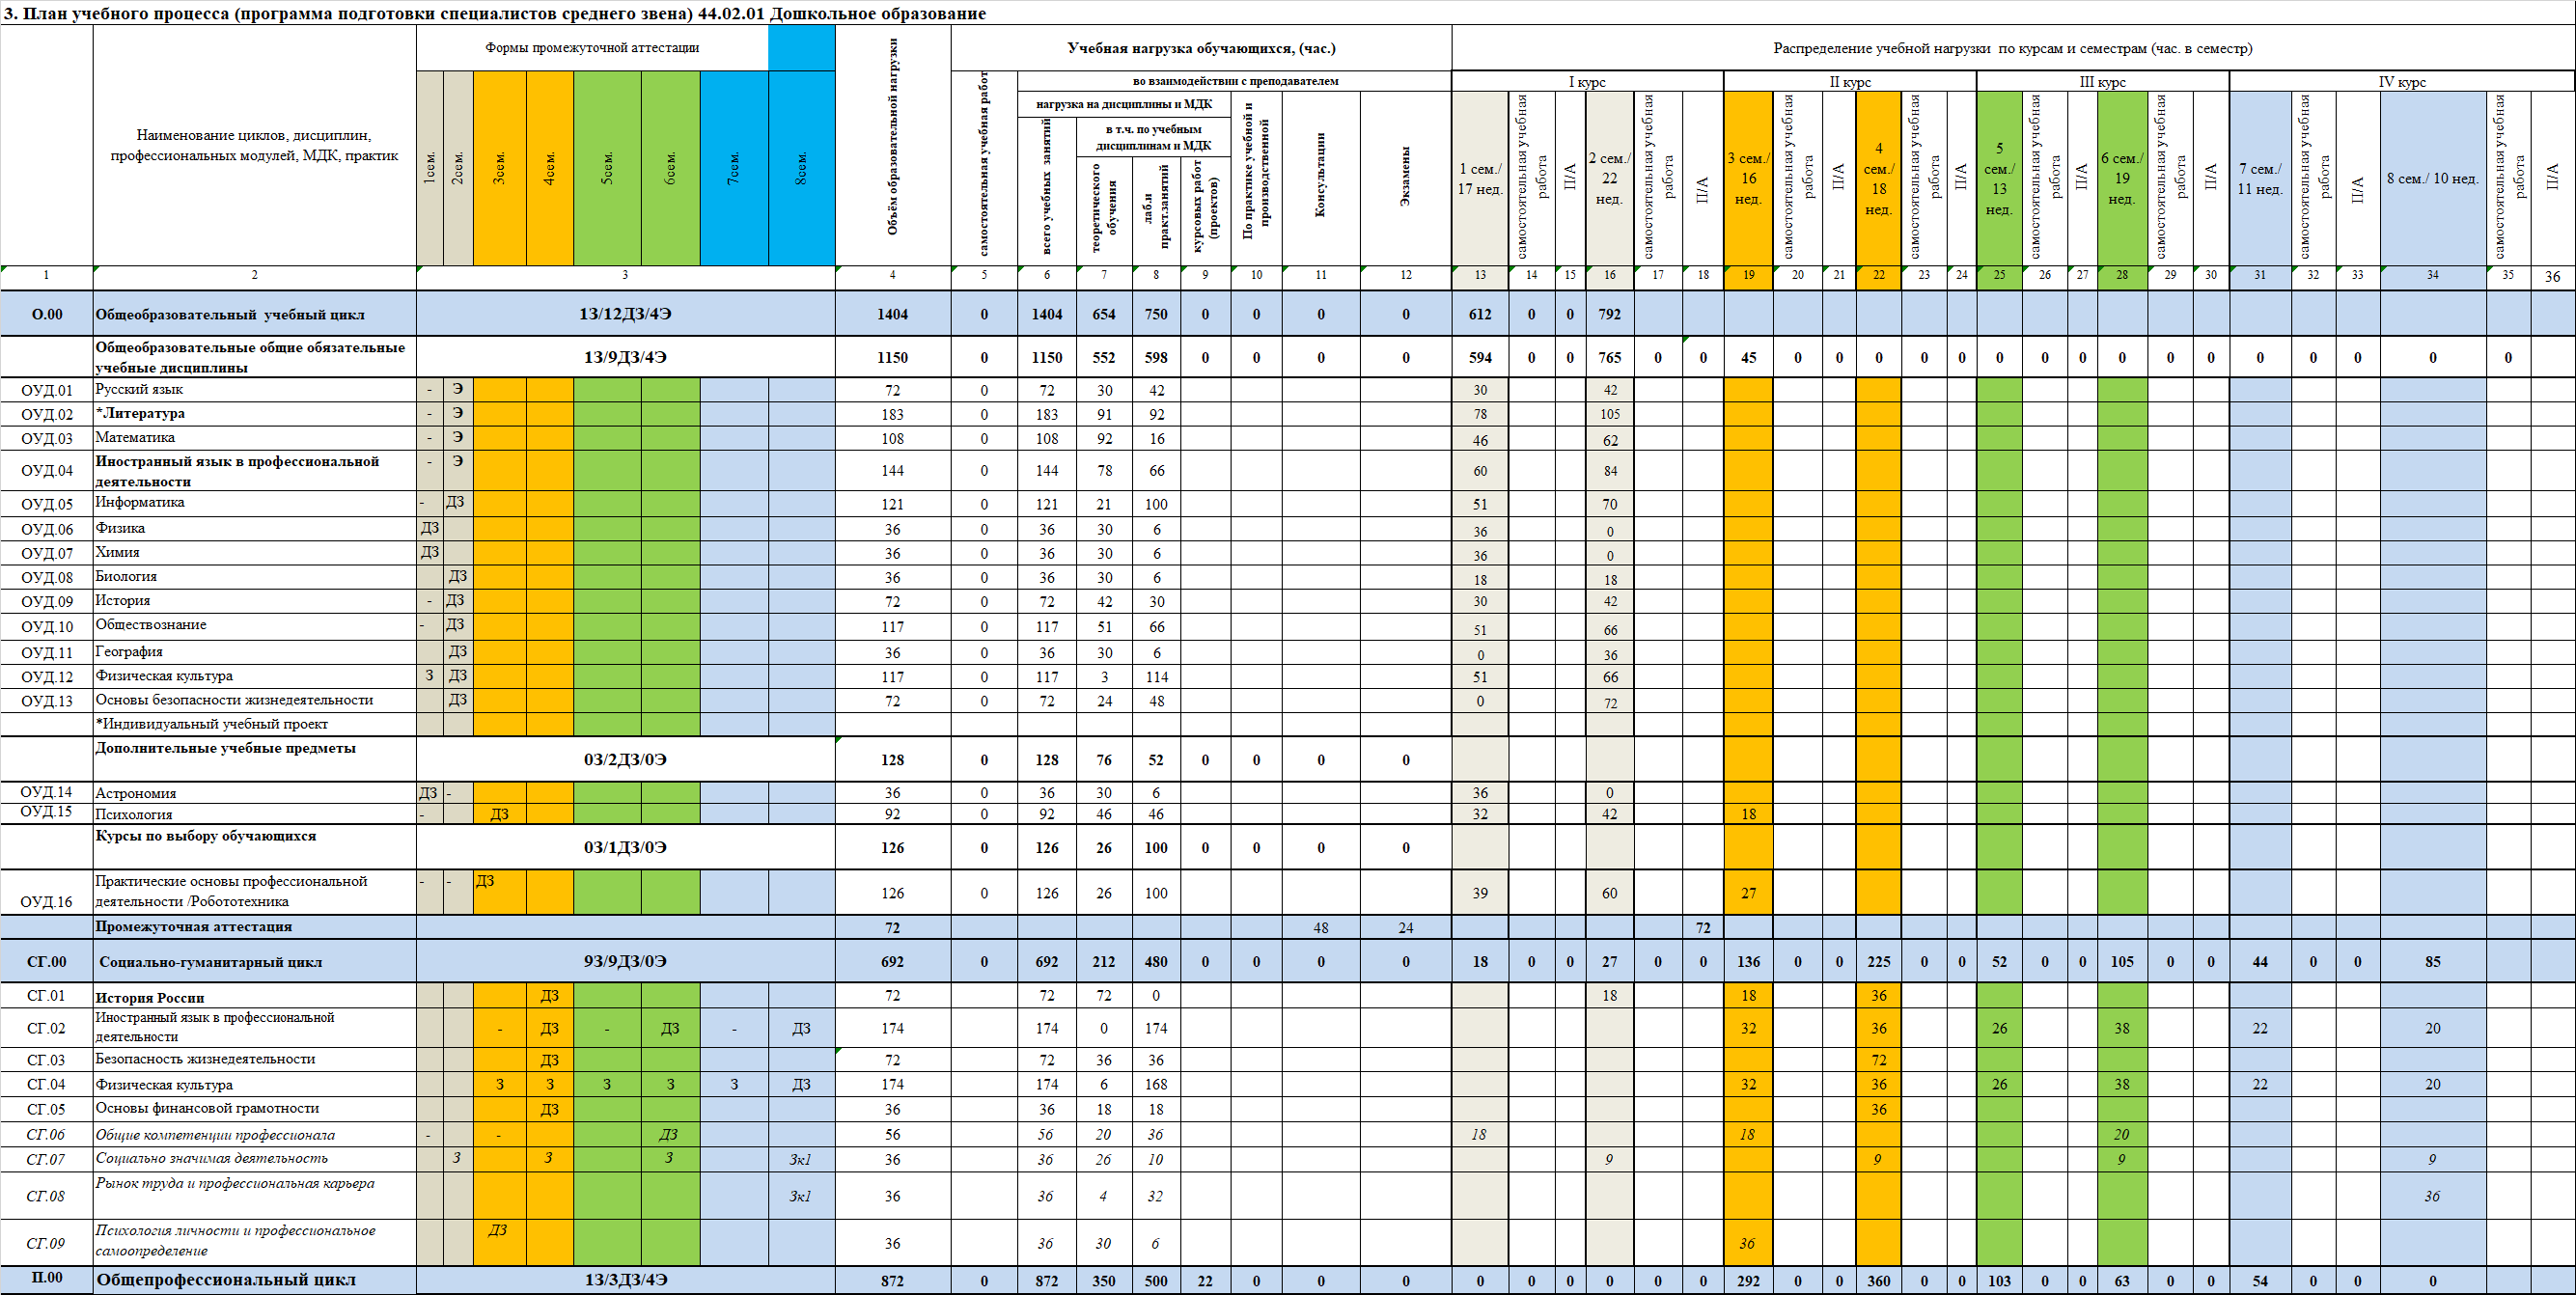 3. План учебного процесса (программа подготовки специалистов среднего звена) 44.02.01 Дошкольное образование
Наименование циклов, дисциплин, профессиональных модулей, МДК, практик
Формы промежуточной аттестации
1сем. 2сем. 3сем. 4сем. 5сем. 6сем. 7сем. 8сем.
Объём образовательной нагрузки
Учебная нагрузка обучающихся, (час.)
самостоятельная учебная работ
во взаимодействии с преподавателем
нагрузка на дисциплины и МДК
всего учебных занятий
в т.ч. по учебным дисциплинам и МДК
теоретического обучения
лаб.и практ.занятий
курсовых работ (проектов)
По практике учебной и производственной
Консультации
Экзамены
Распределение учебной нагрузки по курсам и семестрам (час. в семестр)
I курс II курс III курс IV курс
1 сем./ 17 нед. самостоятельная учебная работа П/А 2 сем./ 22 нед. самостоятельная учебная работа П/А
3 сем./ 16 нед. самостоятельная учебная работа П/А 4 сем./ 18 нед. самостоятельная учебная работа П/А
5 сем./ 13 нед. самостоятельная учебная работа П/А 6 сем./ 19 нед. самостоятельная учебная работа П/А
7 сем./ 11 нед. самостоятельная учебная работа П/А 8 сем./ 10 нед. самостоятельная учебная работа П/А
1 2 3 4 5 6 7 8 9 10 11 12 13 14 15 16 17 18 19 20 21 22 23 24 25 26 27 28 29 30 31 32 33 34 35 36
О.00 Общеобразовательный учебный цикл 1З/12ДЗ/4Э 1404 0 1404 654 750 0 0 0 0 612 0 0 792
Общеобразовательные общие обязательные учебные дисциплины 1З/9ДЗ/4Э 1150 0 1150 552 598 0 0 0 0 594 0 0 765 0 0 45 0 0 0 0 0 0 0 0 0 0 0 0 0 0 0 0
ОУД.01 Русский язык - Э 72 0 72 30 42 30 42
ОУД.02 *Литература - Э 183 0 183 91 92 78 105
ОУД.03 Математика - Э 108 0 108 92 16 46 62
ОУД.04 Иностранный язык в профессиональной деятельности - Э 144 0 144 78 66 60 84
ОУД.05 Информатика - ДЗ 121 0 121 21 100 51 70
ОУД.06 Физика ДЗ 36 0 36 30 6 36 0
ОУД.07 Химия ДЗ 36 0 36 30 6 36 0
ОУД.08 Биология ДЗ 36 0 36 30 6 18 18
ОУД.09 История - ДЗ 72 0 72 42 30 30 42
ОУД.10 Обществознание - ДЗ 117 0 117 51 66 51 66
ОУД.11 География ДЗ 36 0 36 30 6 0 36
ОУД.12 Физическая культура З ДЗ 117 0 117 3 114 51 66
ОУД.13 Основы безопасности жизнедеятельности ДЗ 72 0 72 24 48 0 72
*Индивидуальный учебный проект
Дополнительные учебные предметы 0З/2ДЗ/0Э 128 0 128 76 52 0 0 0 0
ОУД.14 Астрономия ДЗ - 36 0 36 30 6 36 0
ОУД.15 Психология - ДЗ 92 0 92 46 46 32 42 18
Курсы по выбору обучающихся 0З/1ДЗ/0Э 126 0 126 26 100 0 0 0 0
ОУД.16 Практические основы профессиональной деятельности /Робототехника - - ДЗ 126 0 126 26 100 39 60 27
Промежуточная аттестация 72 48 24 72
СГ.00 Социально-гуманитарный цикл 9З/9ДЗ/0Э 692 0 692 212 480 0 0 0 0 18 0 0 27 0 0 136 0 0 225 0 0 52 0 0 105 0 0 44 0 0 85
СГ.01 История России ДЗ 72 72 72 0 18 18 36
СГ.02 Иностранный язык в профессиональной деятельности - ДЗ - ДЗ - ДЗ 174 174 0 174 32 36 26 38 22 20
СГ.03 Безопасность жизнедеятельности ДЗ 72 72 36 36 72
СГ.04 Физическая культура З З З З З ДЗ 174 174 6 168 32 36 26 38 22 20
СГ.05 Основы финансовой грамотности ДЗ 36 36 18 18 36
СГ.06 Общие компетенции профессионала - - ДЗ 56 56 20 36 18 18 20
СГ.07 Социально значимая деятельность З З З Зк1 36 36 26 10 9 9 9 9
СГ.08 Рынок труда и профессиональная карьера Зк1 36 36 4 32 36
СГ.09 Психология личности и профессиональное самоопределение ДЗ 36 36 30 6 36
П.00 Общепрофессиональный цикл 1З/3ДЗ/4Э 872 0 872 350 500 22 0 0 0 0 0 0 0 0 0 292 0 0 360 0 0 103 0 0 63 0 0 54 0 0 0